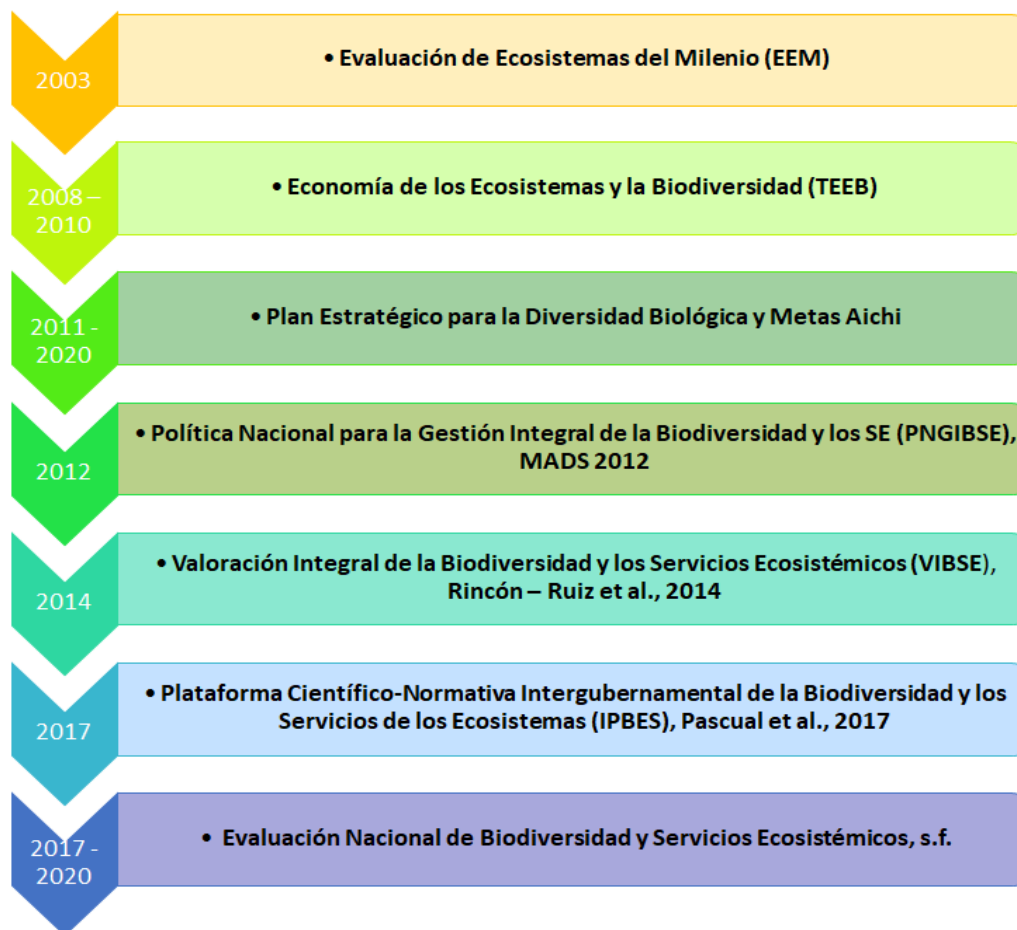 2003
• Evaluación de Ecosistemas del Milenio (EEM)
2008 –
2010
• Economía de los Ecosistemas y la Biodiversidad (TEEB)
2011 -
2020
• Plan Estratégico para la Diversidad Biológica y Metas Aichi
2012
• Política Nacional para la Gestión Integral de la Biodiversidad y los SE (PNGIBSE),
MADS 2012
2014
• Valoración Integral de la Biodiversidad y los Servicios Ecosistémicos (VIBSE),
Rincón – Ruiz et al., 2014
2017
• Plataforma Científico-Normativa Intergubernamental de la Biodiversidad y los
Servicios de los Ecosistemas (IPBES), Pascual et al., 2017
2017 -
2020
• Evaluación Nacional de Biodiversidad y Servicios Ecosistémicos, s.f.